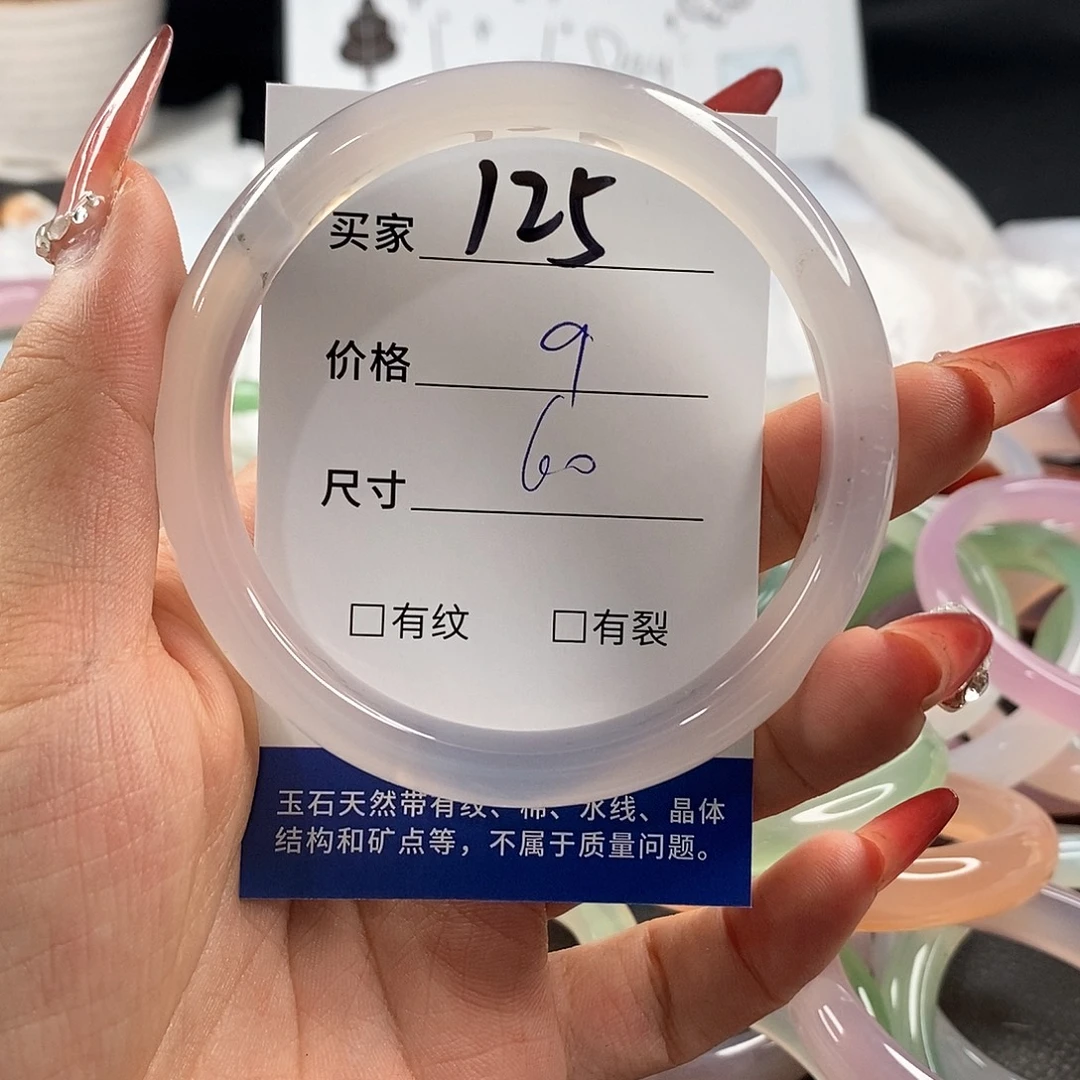 买家 125
价格 9
尺寸 60
□有纹 □有裂
玉石天然带有纹、棉、水线、晶体
结构和矿点等，不属于质量问题。